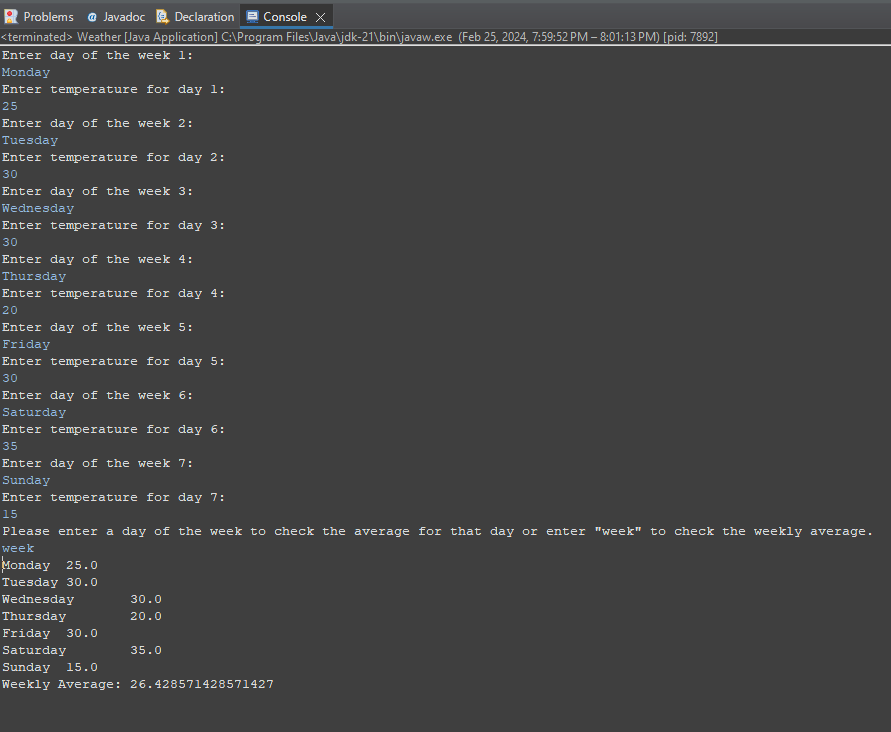 Problems Javadoc Declaration Console
<terminated> Weather [Java Application] C:\Program Files\Java\jdk-21\bin\javaw.exe (Feb 25, 2024, 7:59:52 PM – 8:01:13 PM) [pid: 7892]
Enter day of the week 1:
Monday
Enter temperature for day 1:
25
Enter day of the week 2:
Tuesday
Enter temperature for day 2:
30
Enter day of the week 3:
Wednesday
Enter temperature for day 3:
30
Enter day of the week 4:
Thursday
Enter temperature for day 4:
20
Enter day of the week 5:
Friday
Enter temperature for day 5:
30
Enter day of the week 6:
Saturday
Enter temperature for day 6:
35
Enter day of the week 7:
Sunday
Enter temperature for day 7:
15
Please enter a day of the week to check the average for that day or enter "week" to check the weekly average.
week
Monday 25.0
Tuesday 30.0
Wednesday 30.0
Thursday 20.0
Friday 30.0
Saturday 35.0
Sunday 15.0
Weekly Average: 26.428571428571427